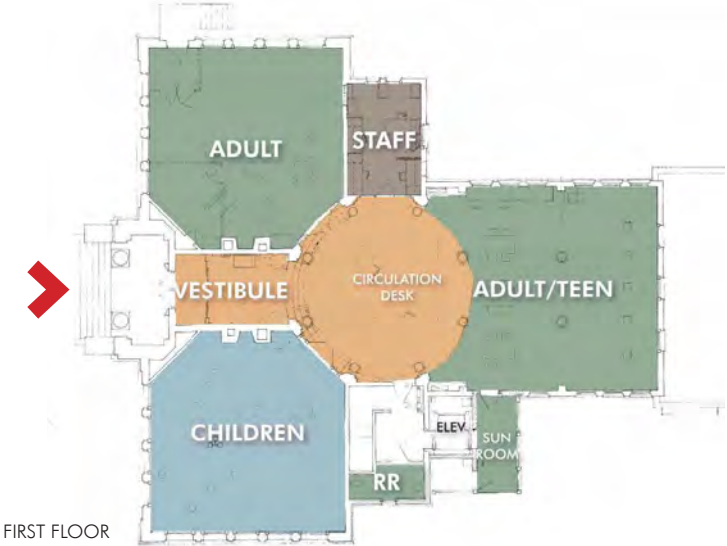 ADULT
STAFF
VESTIBULE
CIRCULATION
DESK
ADULT/TEEN
CHILDREN
ELEV
SUN
ROOM
RR
FIRST FLOOR